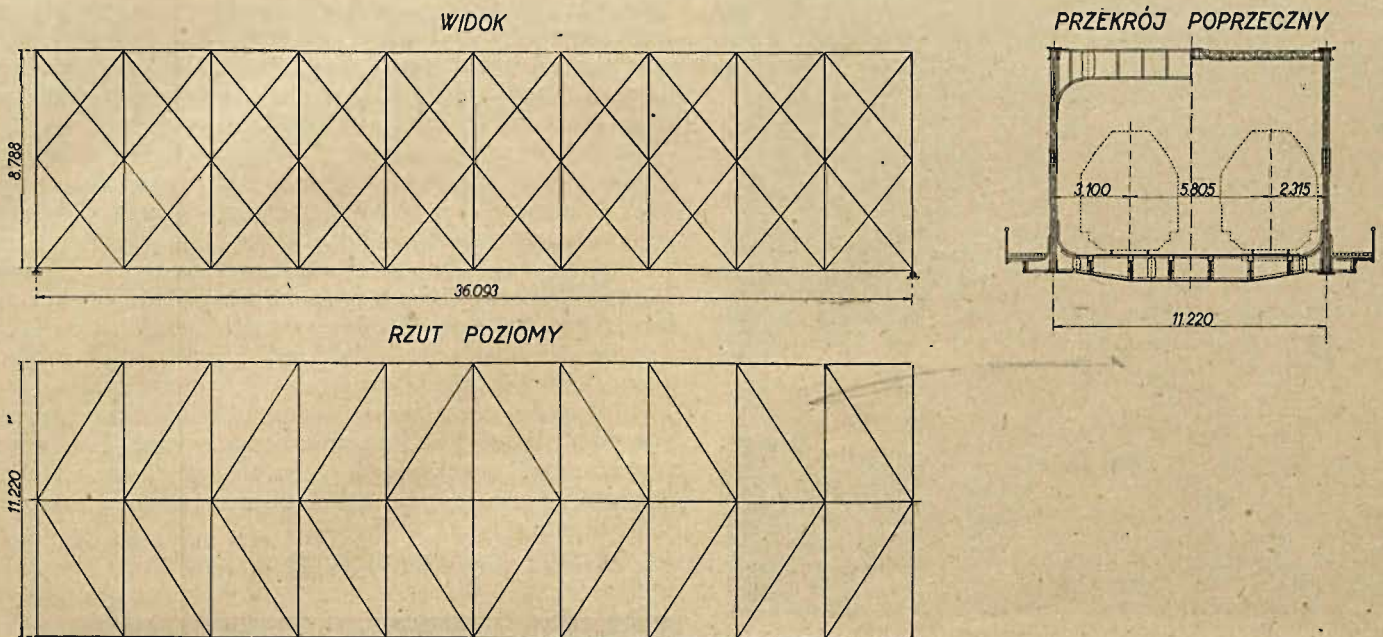 WIDOK
8.788
36.093
PRZEKRÓJ POPRZECZNY
3.100 5.805 2.315
11.220
RZUT POZIOMY
11.220